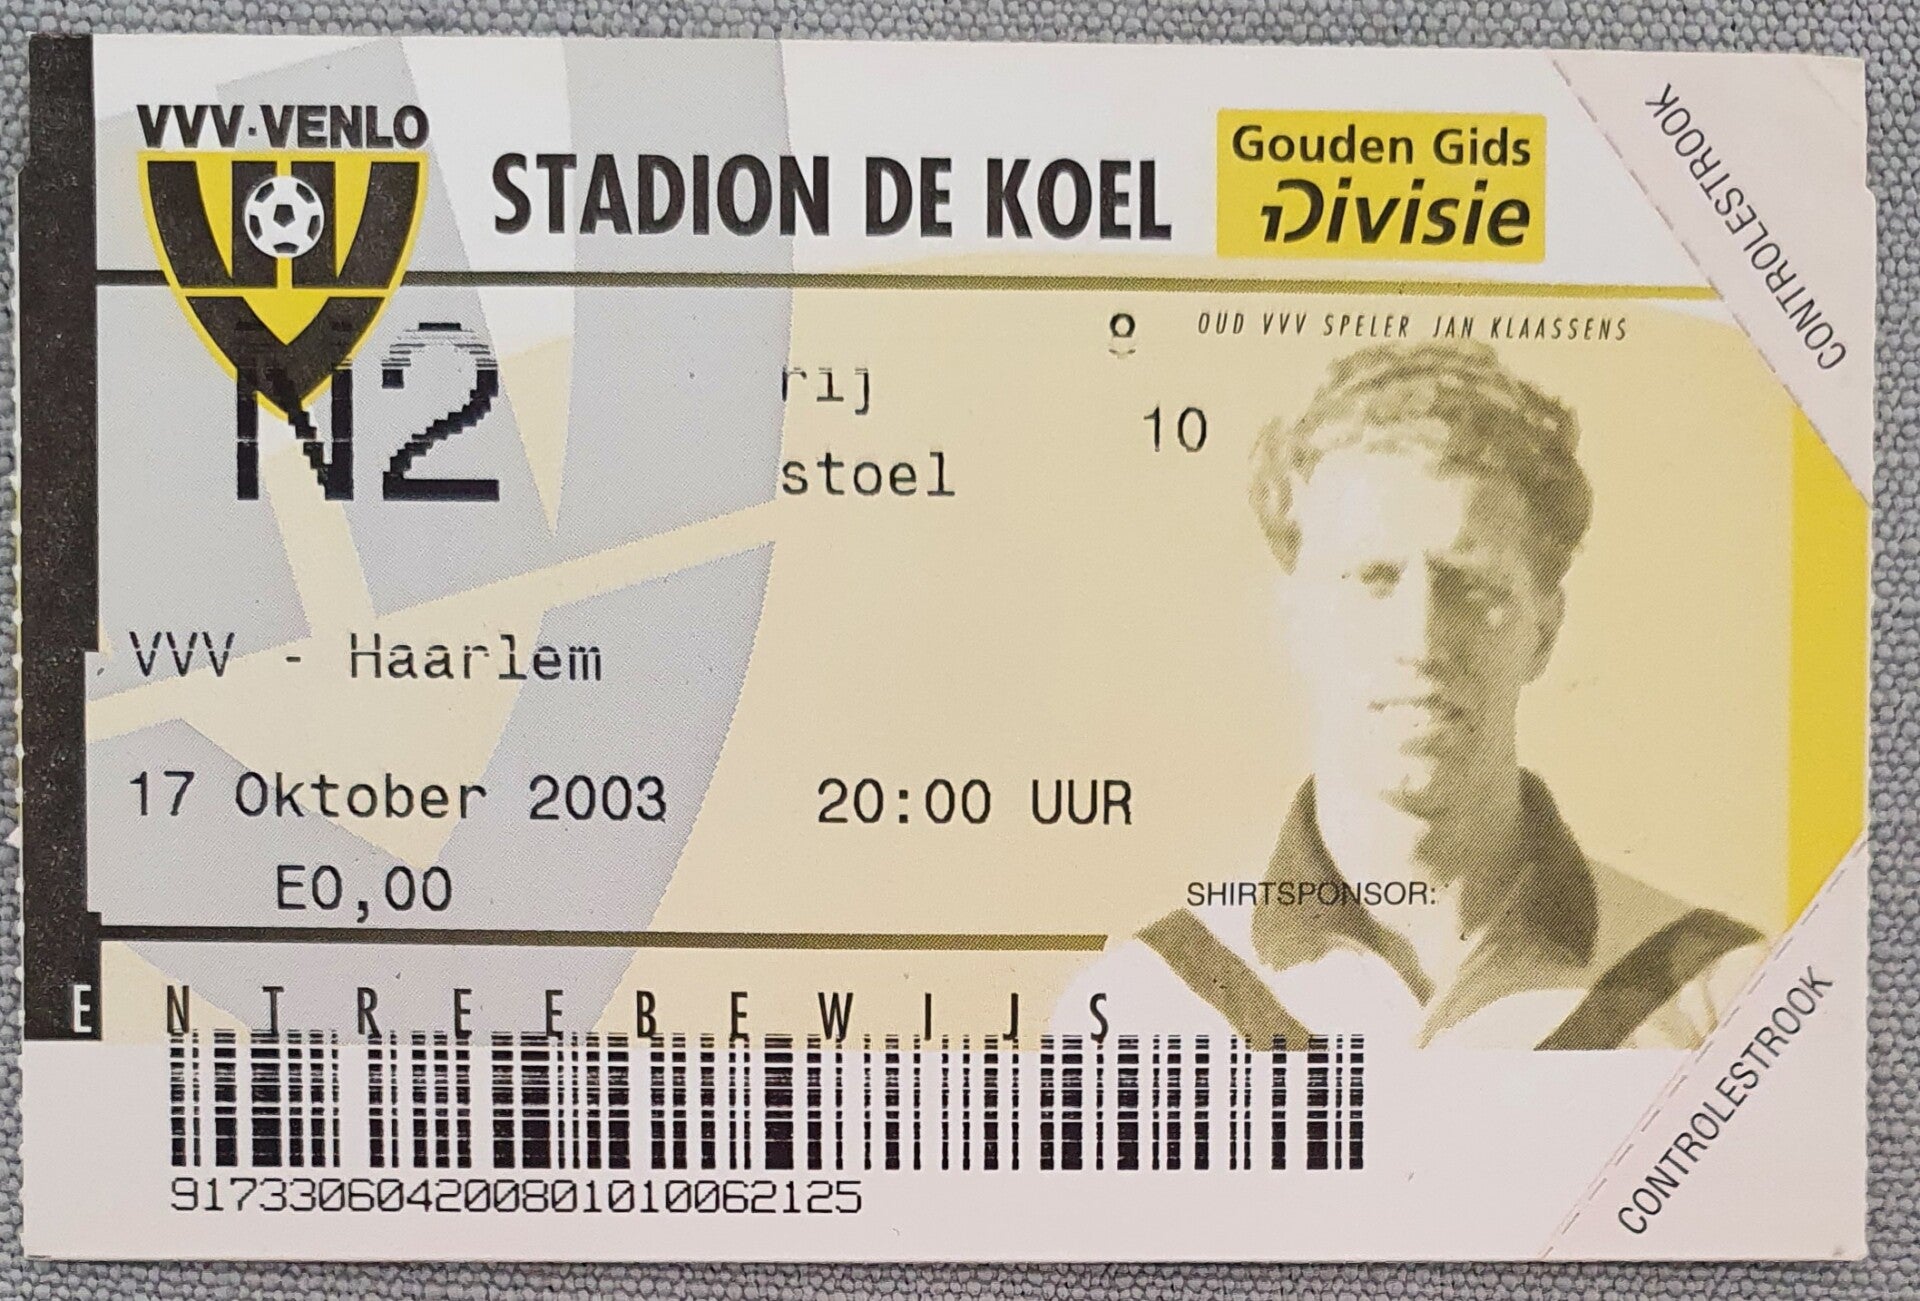 VVV-VENLO
STADION DE KOEL
Gouden Gids
Divisie
CONTROLESTROOK
OUD VVV SPELER JAN KLAASSENS
N2
rij
stoel 10
VVV - Haarlem
17 Oktober 2003 20:00 UUR
E0,00
SHIRTSPONSOR:
ENTREEBEWIJS
91733060420080101010062125
CONTROLESTROOK